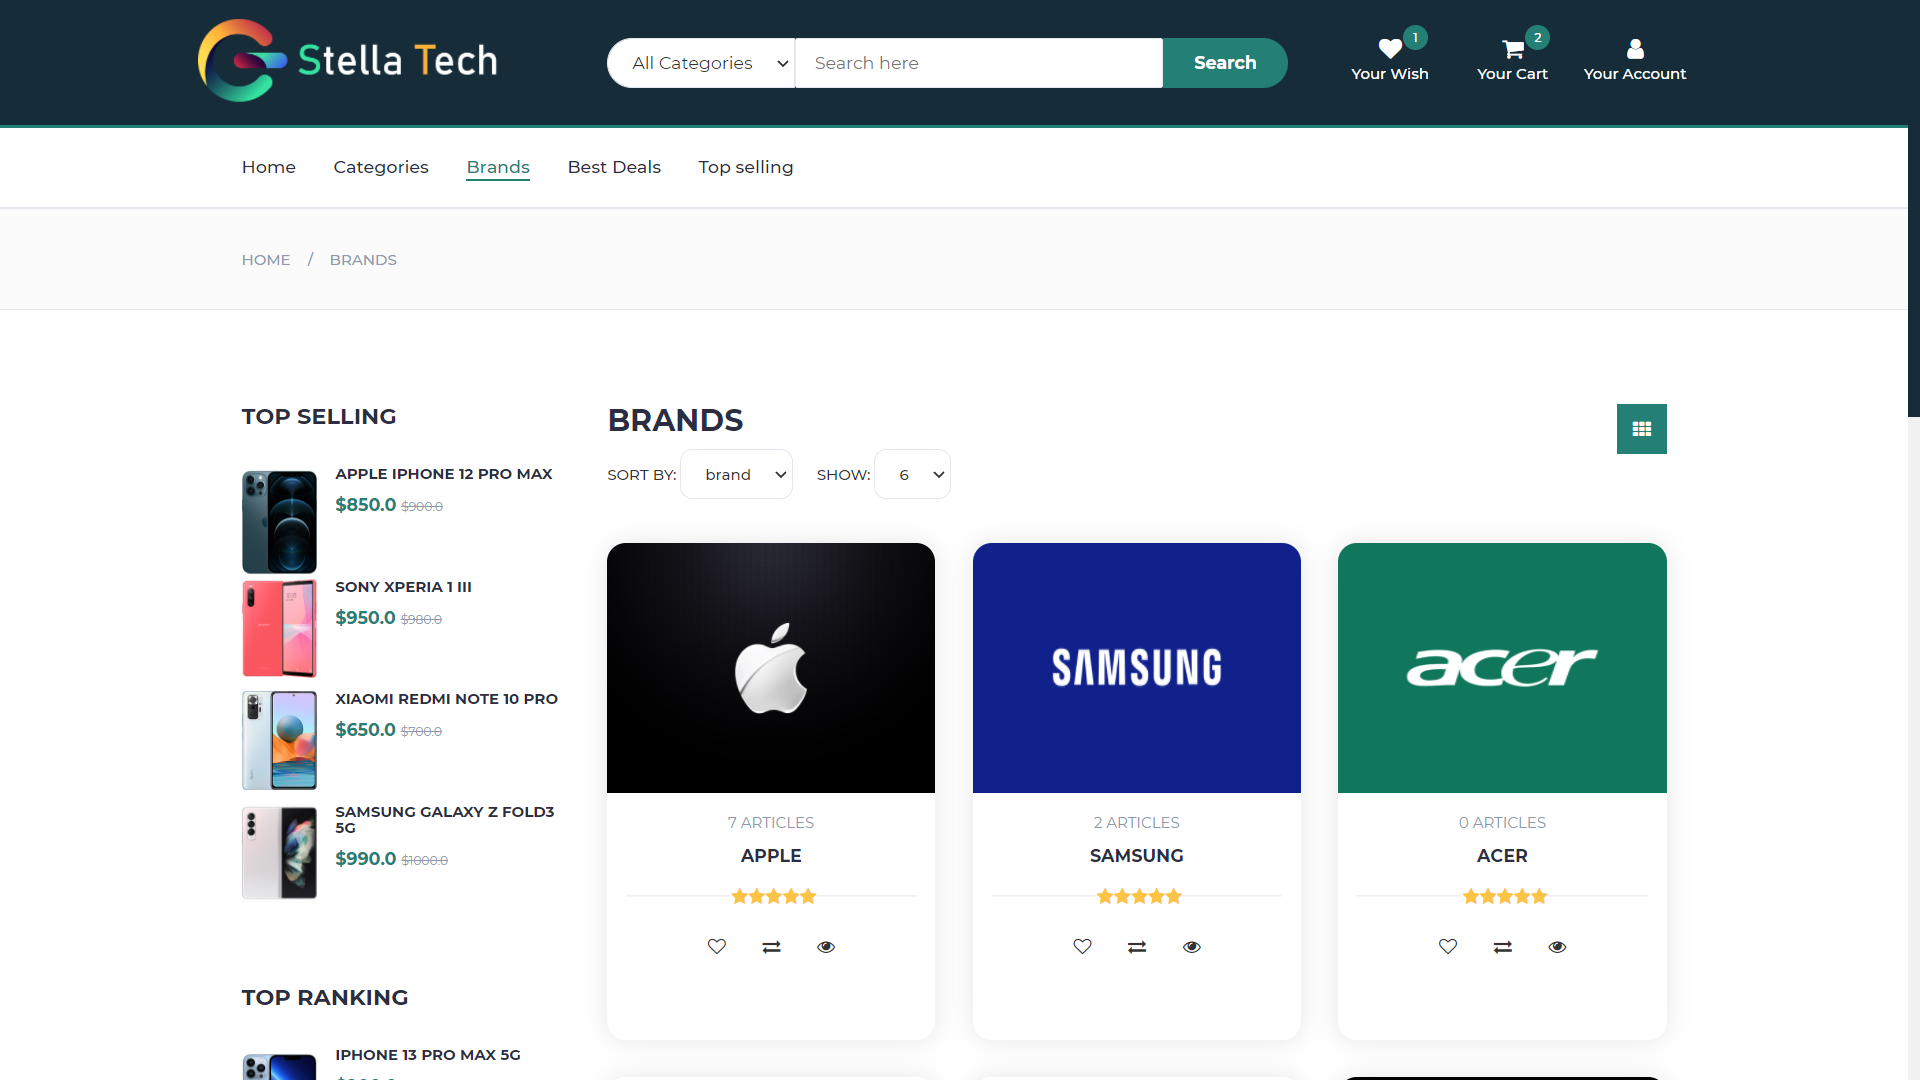 Stella Tech
All Categories
Search here
Search
1
Your Wish
2
Your Cart
Your Account
Home
Categories
Brands
Best Deals
Top selling
HOME / BRANDS
TOP SELLING
APPLE IPHONE 12 PRO MAX
$850.0 $900.0
SONY XPERIA 1 III
$950.0 $980.0
XIAOMI REDMI NOTE 10 PRO
$650.0 $700.0
SAMSUNG GALAXY Z FOLD3
5G
$990.0 $1000.0
TOP RANKING
IPHONE 13 PRO MAX 5G
BRANDS
SORT BY: brand SHOW: 6
7 ARTICLES
APPLE
SAMSUNG
2 ARTICLES
SAMSUNG
acer
0 ARTICLES
ACER